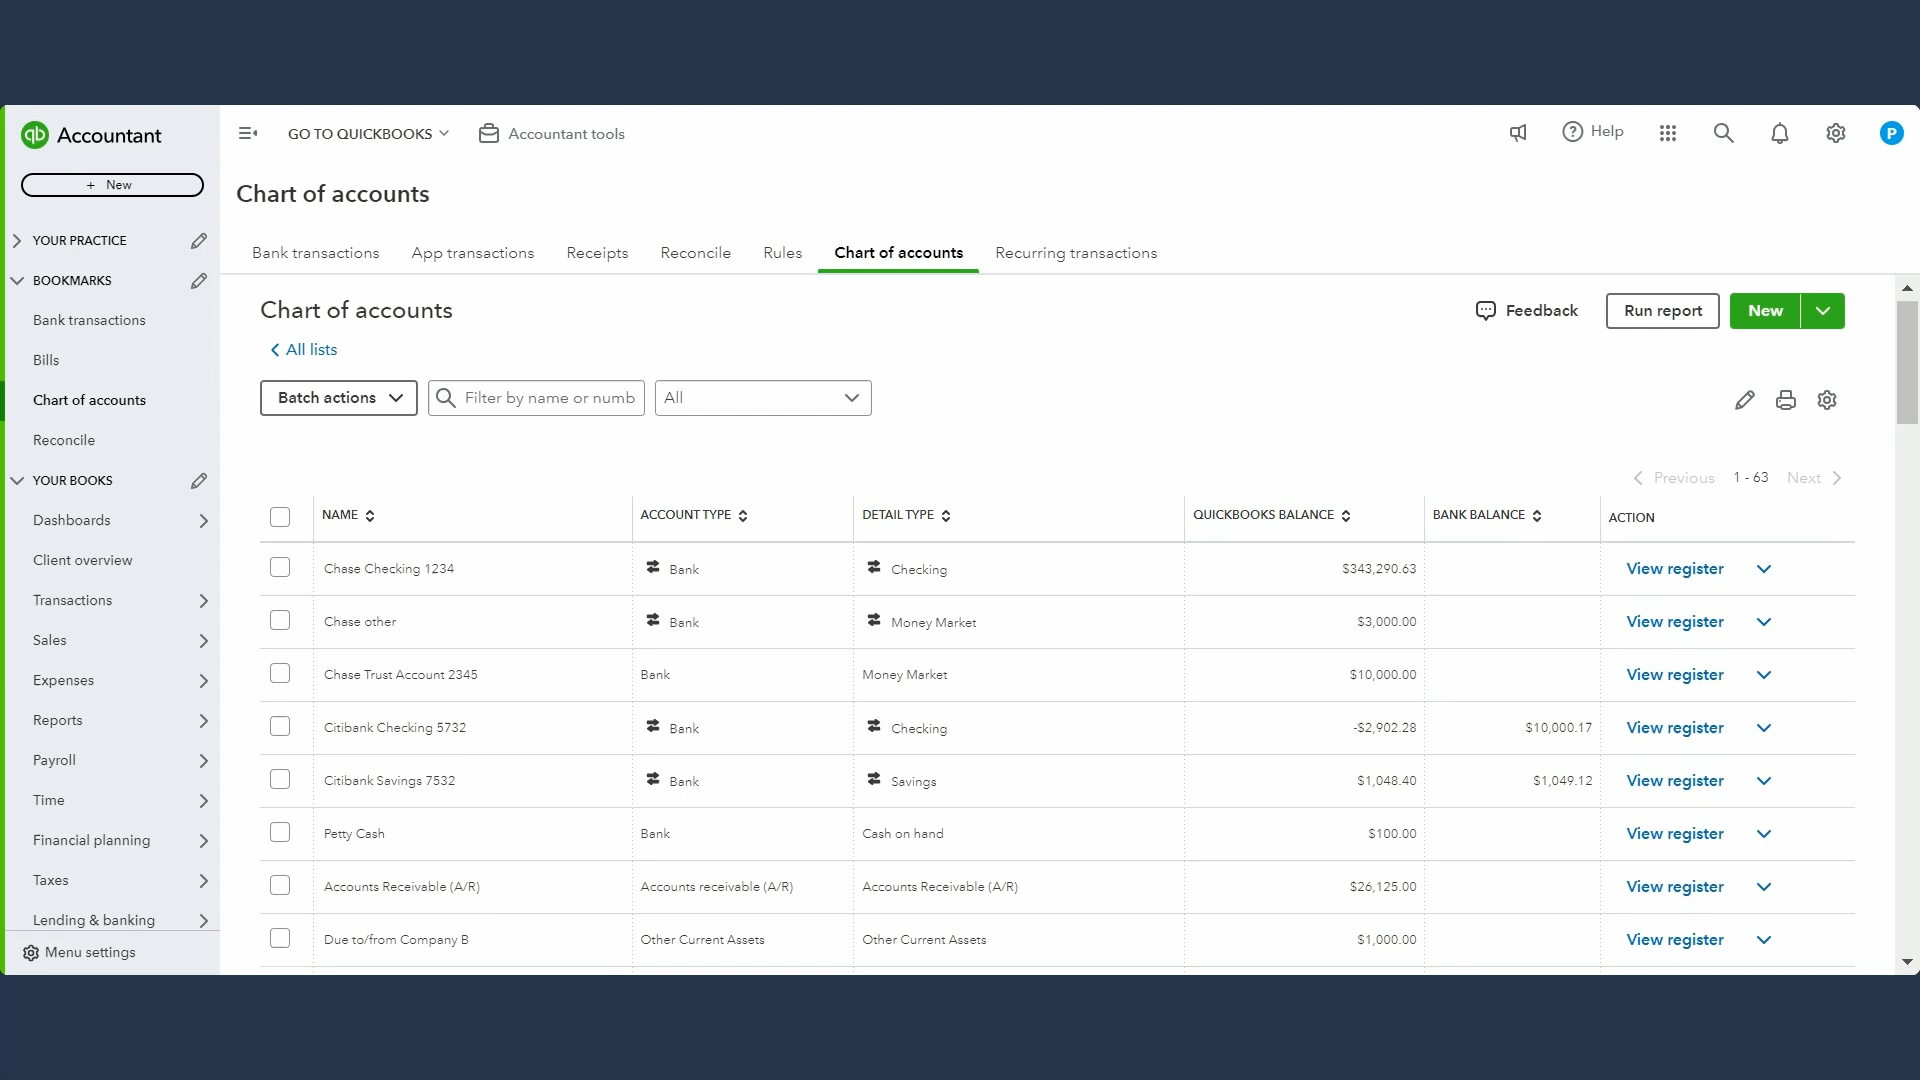 qb Accountant
GO TO QUICKBOOKS
Accountant tools
Help
P
+ New
Chart of accounts
YOUR PRACTICE
BOOKMARKS
Bank transactions
Bills
Chart of accounts
Reconcile
YOUR BOOKS
Dashboards
Client overview
Transactions
Sales
Expenses
Reports
Payroll
Time
Financial planning
Taxes
Lending & banking
Menu settings
Bank transactions App transactions Receipts Reconcile Rules Chart of accounts Recurring transactions
Chart of accounts
Feedback
Run report
New
All lists
Batch actions
Filter by name or numb
All
Previous 1 - 63 Next
NAME ACCOUNT TYPE DETAIL TYPE QUICKBOOKS BALANCE BANK BALANCE ACTION
Chase Checking 1234 Bank Checking $343,290.63 View register
Chase other Bank Money Market $3,000.00 View register
Chase Trust Account 2345 Bank Money Market $10,000.00 View register
Citibank Checking 5732 Bank Checking -$2,902.28 $10,000.17 View register
Citibank Savings 7532 Bank Savings $1,048.40 $1,049.12 View register
Petty Cash Bank Cash on hand $100.00 View register
Accounts Receivable (A/R) Accounts receivable (A/R) Accounts Receivable (A/R) $26,125.00 View register
Due to/from Company B Other Current Assets Other Current Assets $1,000.00 View register